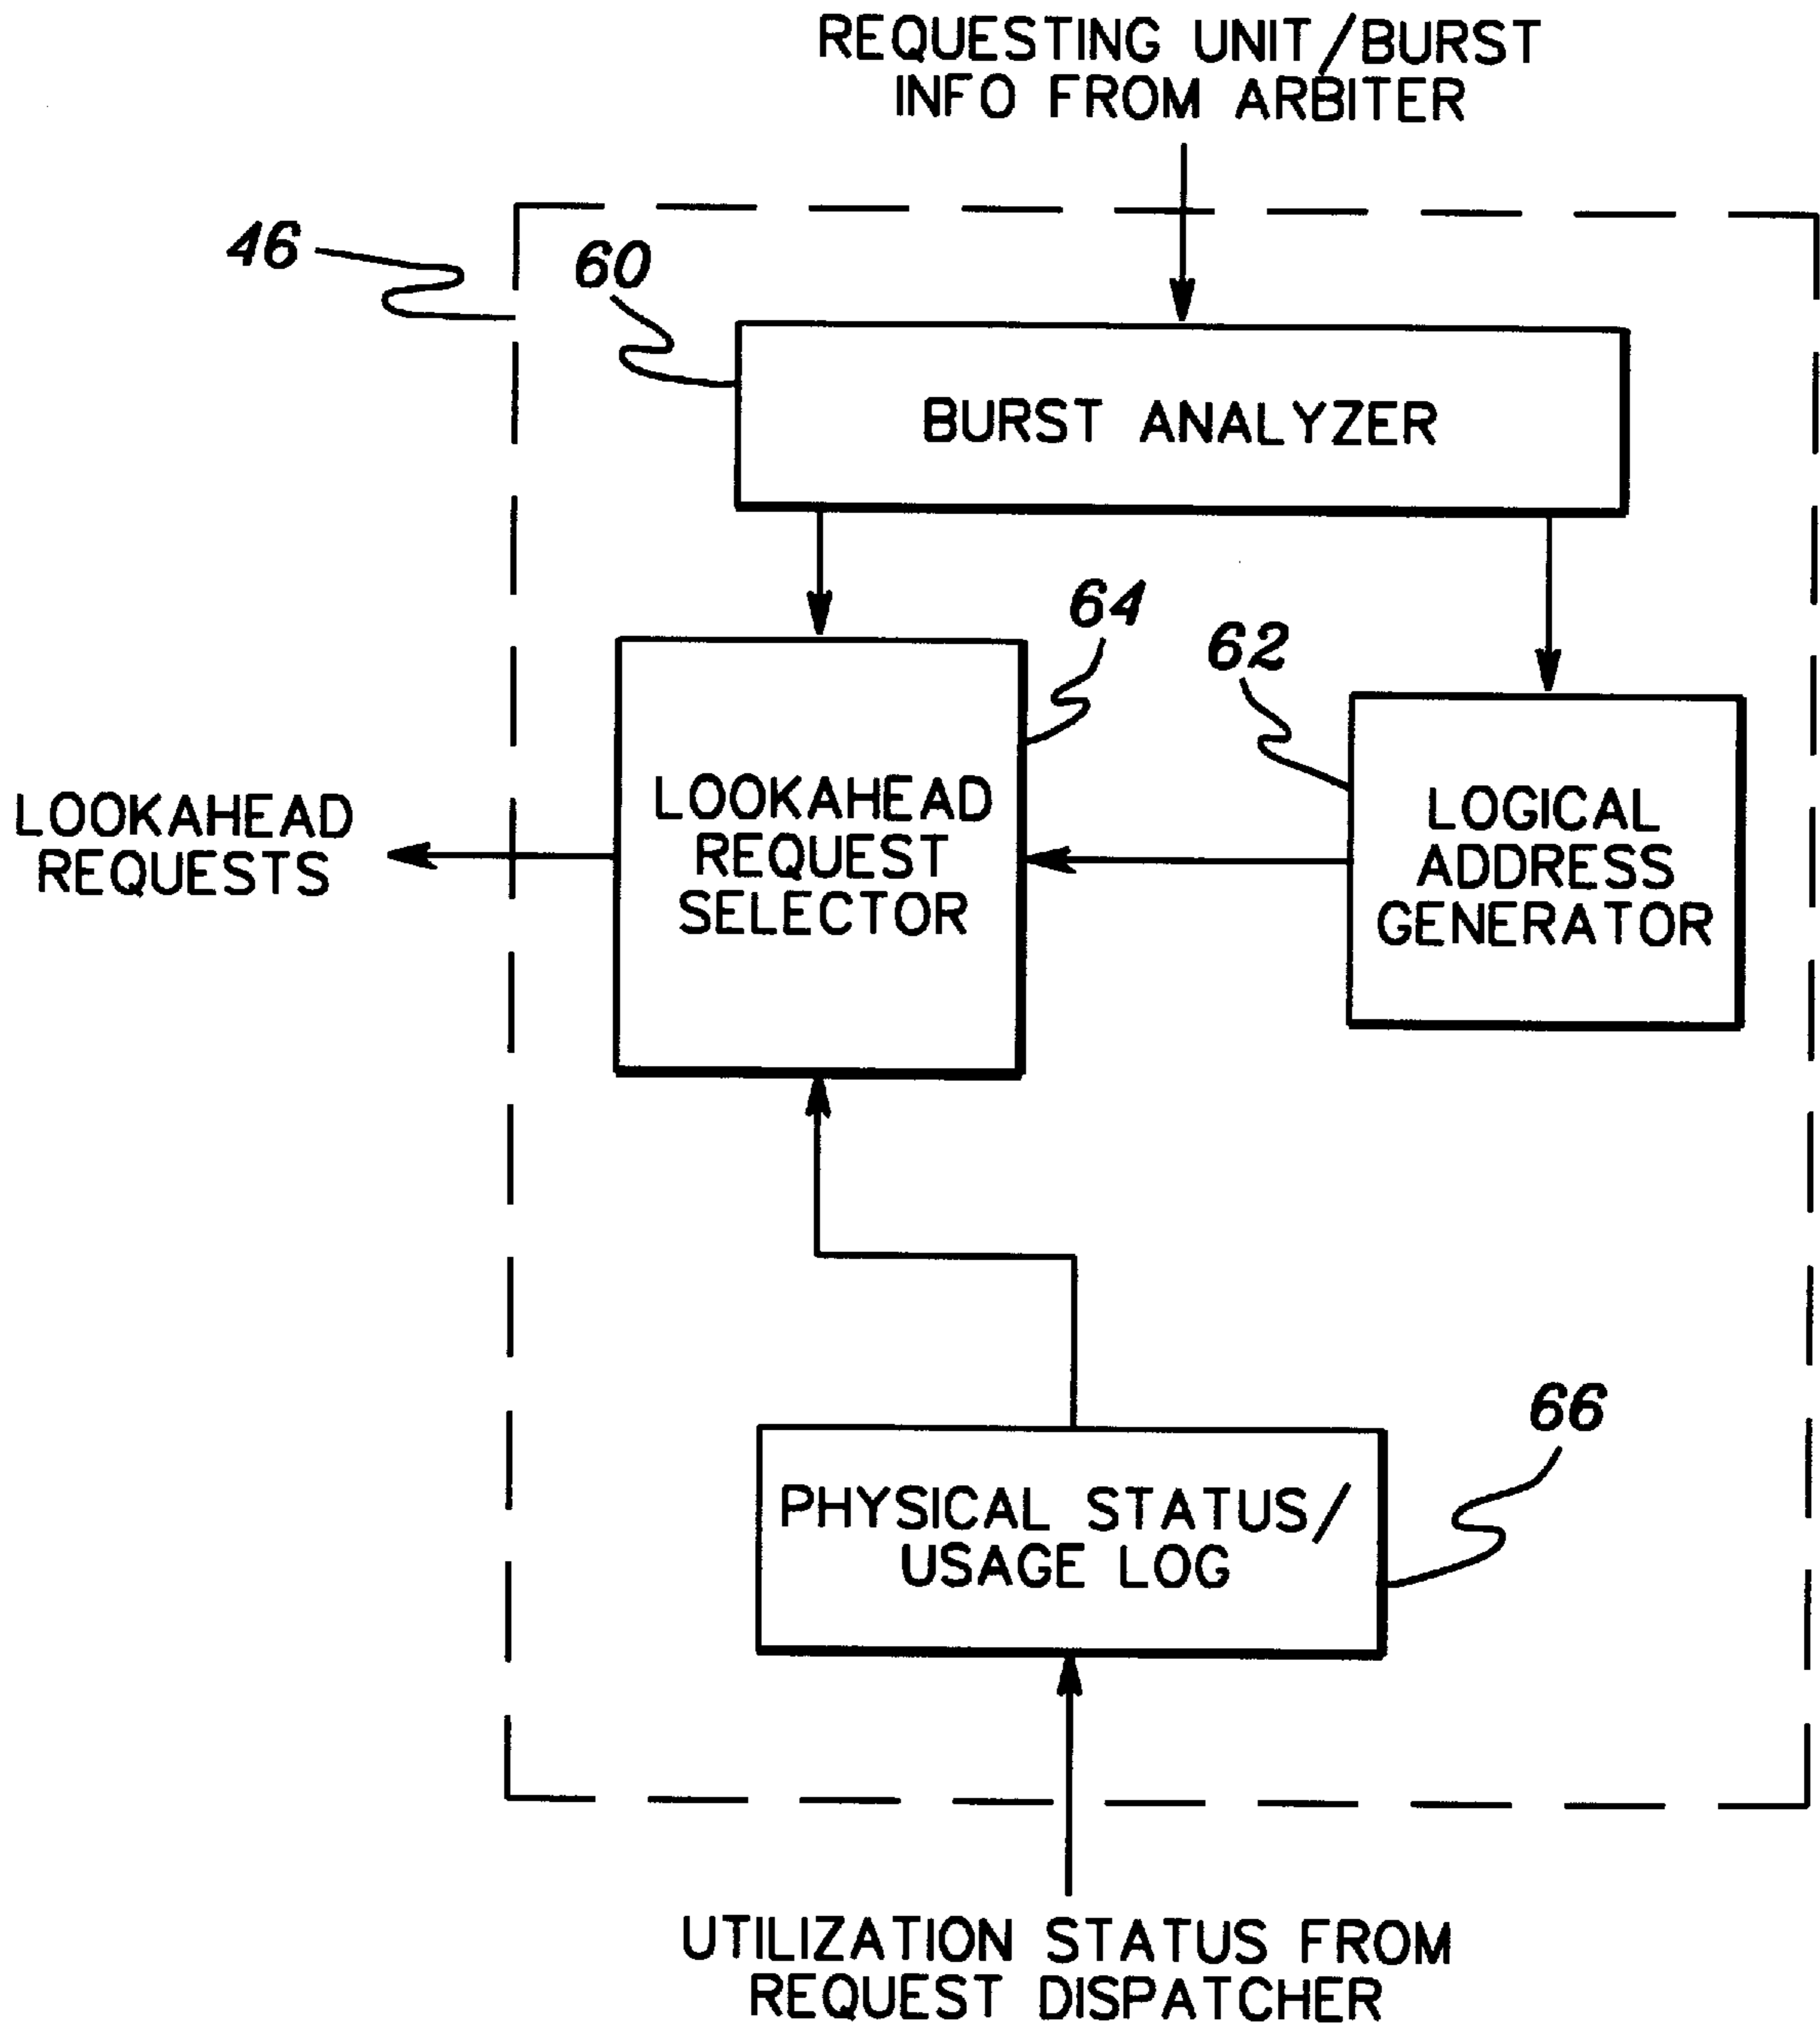 REQUESTING UNIT/BURST
INFO FROM ARBITER
46
60
BURST ANALYZER
64
62
LOOKAHEAD
REQUESTS
LOOKAHEAD
REQUEST
SELECTOR
LOGICAL
ADDRESS
GENERATOR
66
PHYSICAL STATUS/
USAGE LOG
UTILIZATION STATUS FROM
REQUEST DISPATCHER